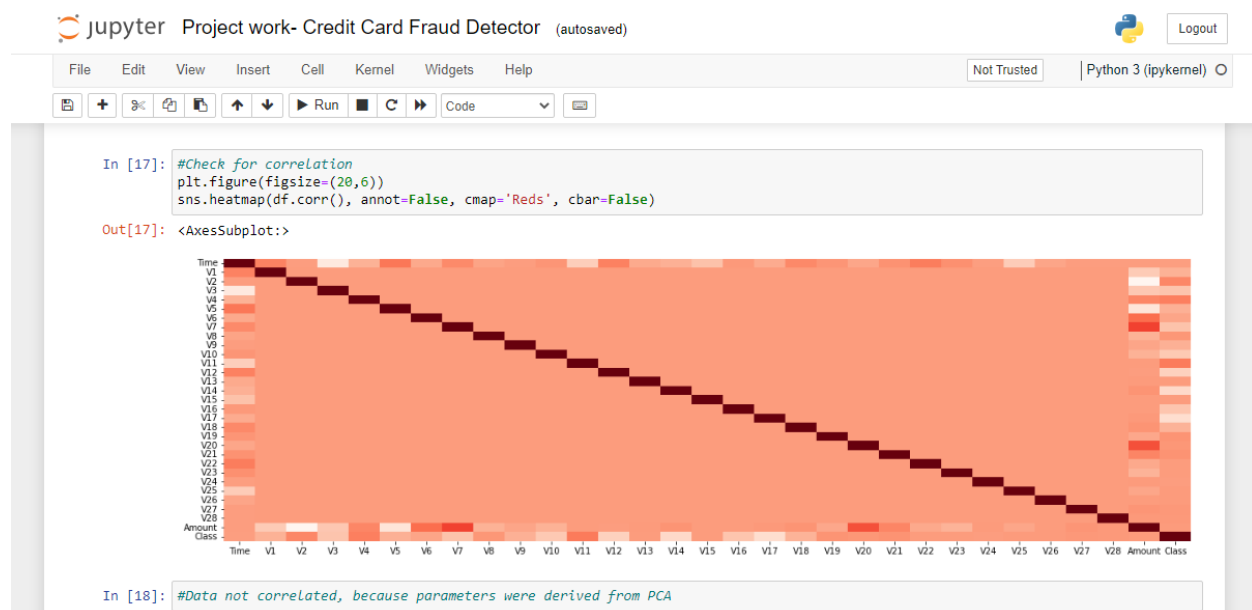 jupyter Project work- Credit Card Fraud Detector (autosaved)
Logout
File Edit View Insert Cell Kernel Widgets Help
Not Trusted
Python 3 (ipykernel)
Run
Code
In [17]: #Check for correlation
plt.figure(figsize=(20,6))
sns.heatmap(df.corr(), annot=False, cmap='Reds', cbar=False)
Out[17]: <AxesSubplot:>
Time
V1
V2
V3
V4
V5
V6
V7
V8
V9
V10
V11
V12
V13
V14
V15
V16
V17
V18
V19
V20
V21
V22
V23
V24
V25
V26
V27
V28
Amount
Class
Time V1 V2 V3 V4 V5 V6 V7 V8 V9 V10 V11 V12 V13 V14 V15 V16 V17 V18 V19 V20 V21 V22 V23 V24 V25 V26 V27 V28 Amount Class
In [18]: #Data not correlated, because parameters were derived from PCA